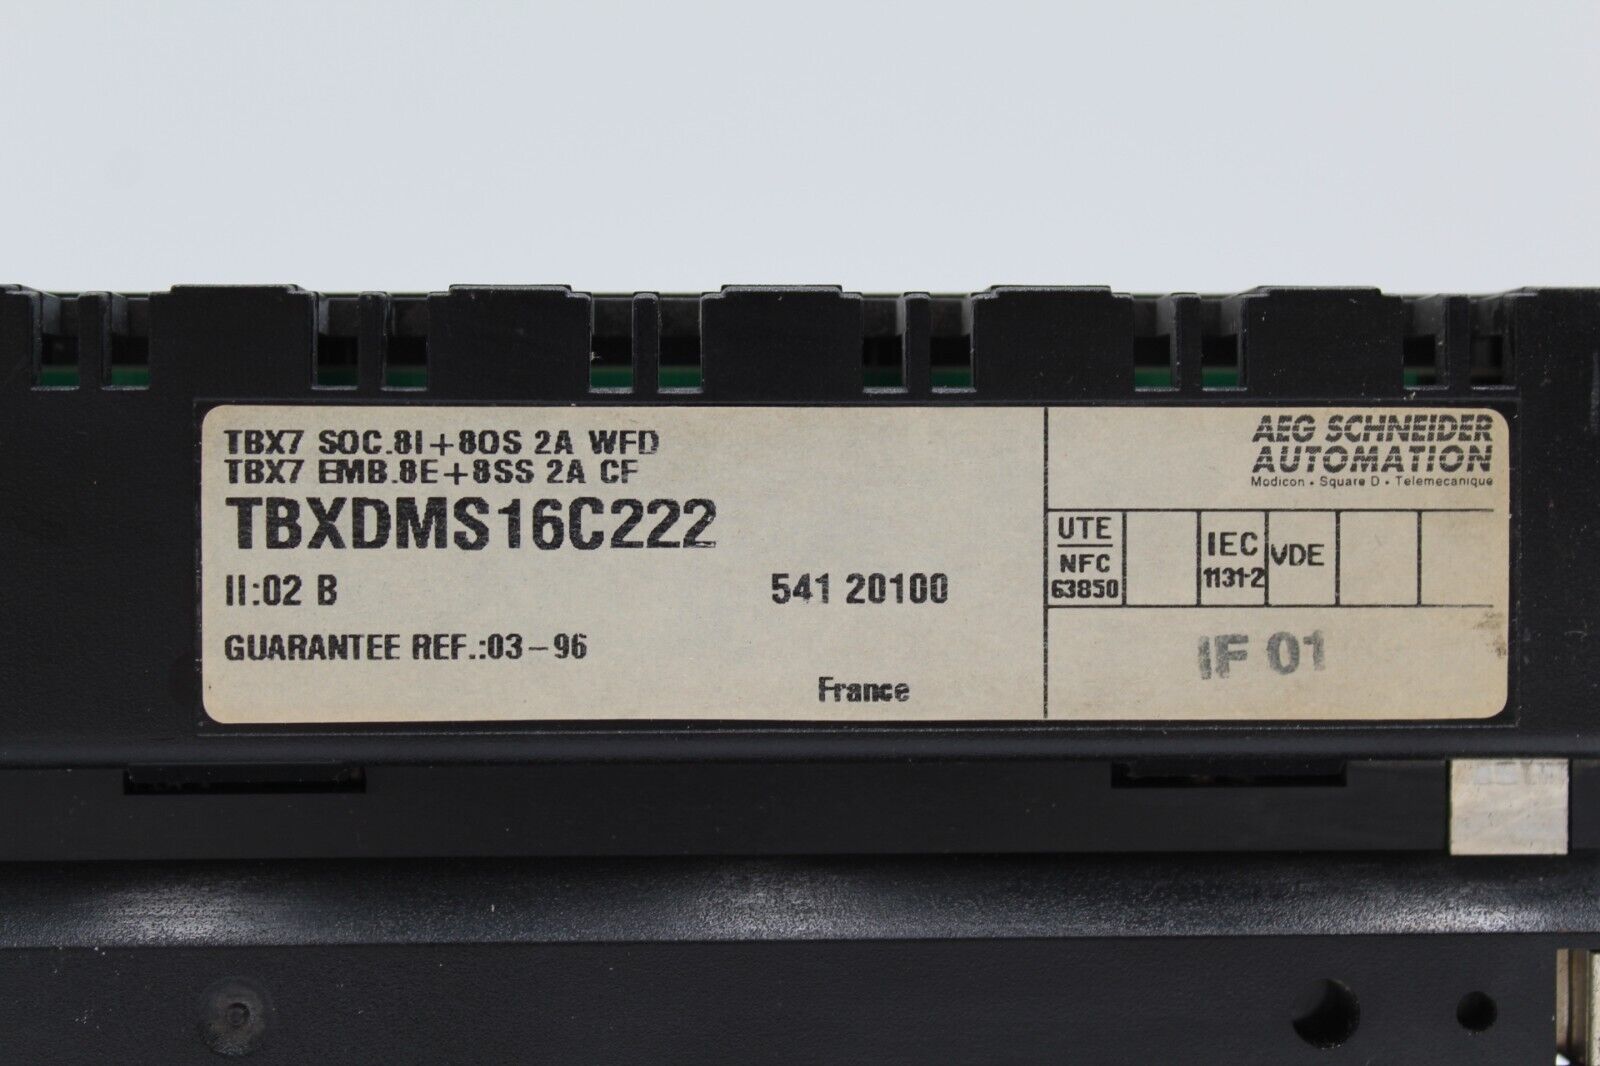 TBX7 SOC.8I+8OS 2A WFD
TBX7 EMB.8E+8SS 2A CF
TBXDMS16C222
II:02 B
541 20100
GUARANTEE REF.:03-96
France
AEG SCHNEIDER
AUTOMATION
Modicon • Square D • Telemecanique
UTE
NFC
63850
IEC
1131-2
VDE
IF 01